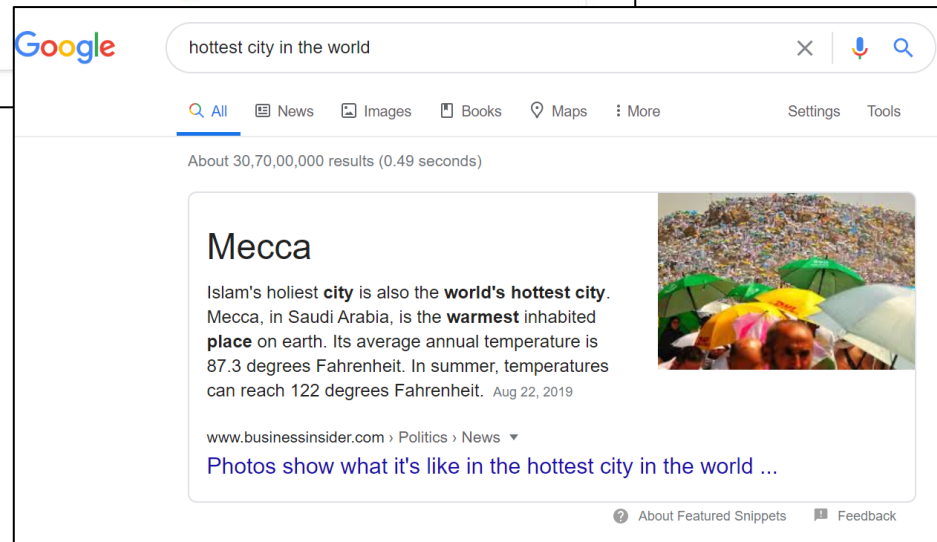 Google
hottest city in the world
All News Images Books Maps More Settings Tools
About 30,70,00,000 results (0.49 seconds)
Mecca
Islam's holiest city is also the world's hottest city.
Mecca, in Saudi Arabia, is the warmest inhabited
place on earth. Its average annual temperature is
87.3 degrees Fahrenheit. In summer, temperatures
can reach 122 degrees Fahrenheit. Aug 22, 2019
www.businessinsider.com › Politics › News
Photos show what it's like in the hottest city in the world ...
About Featured Snippets Feedback